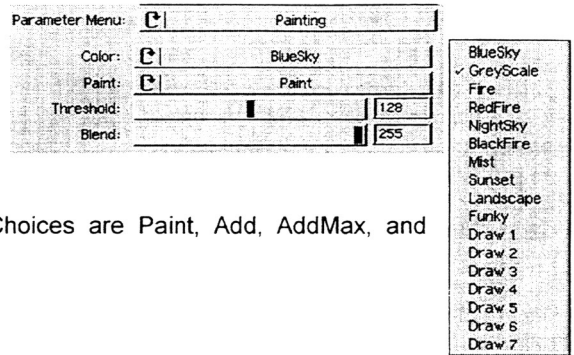 Parameter Menu: Painting
Color: BlueSky
Paint: Paint
Threshold: 128
Blend: 255
BlueSky
✓ GreyScale
Fire
RedFire
NightSky
BlackFire
Mist
Sunset
Landscape
Funky
Draw 1
Draw 2
Draw 3
Draw 4
Draw 5
Draw 6
Draw 7
Choices are Paint, Add, AddMax, and